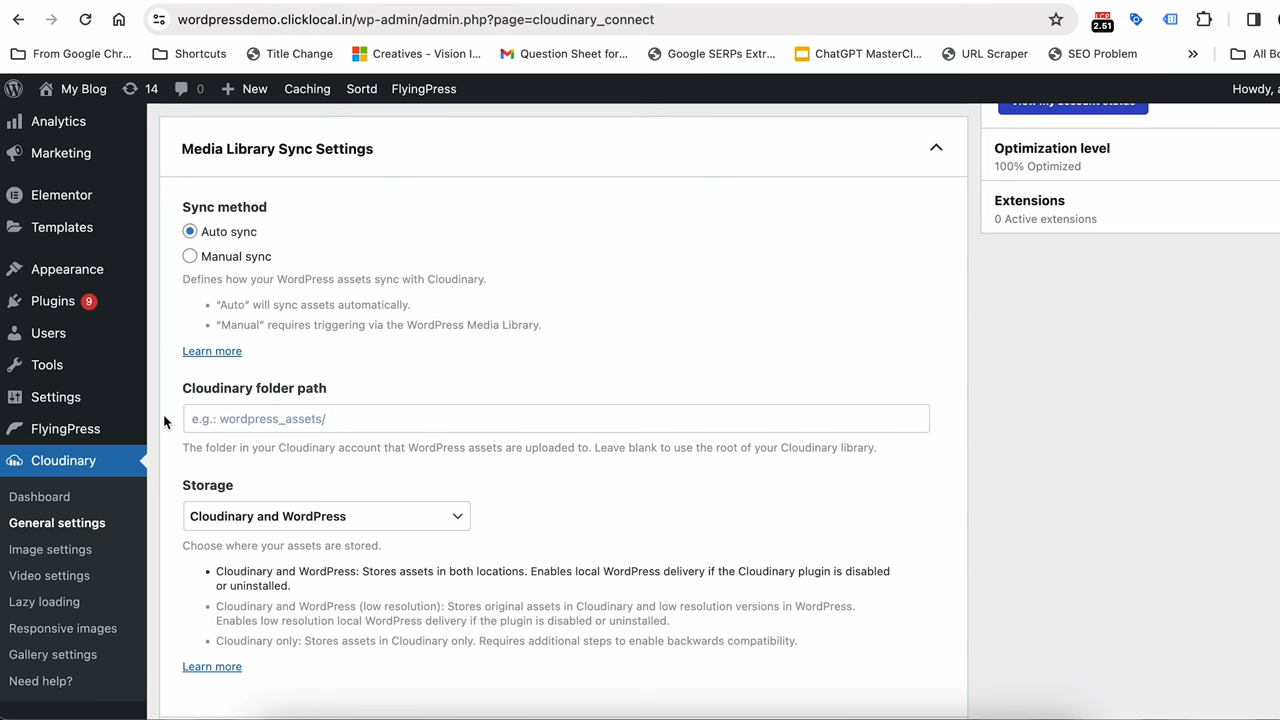 wordpressdemo.clicklocal.in/wp-admin/admin.php?page=cloudinary_connect
LCP
2.51
From Google Chr...
Shortcuts
Title Change
Creatives - Vision I...
Question Sheet for...
Google SERPs Extr...
ChatGPT MasterCl...
URL Scraper
SEO Problem
»
All Bo
My Blog
14
0
New
Caching
Sortd
FlyingPress
Howdy, a
Analytics
Marketing
Elementor
Templates
Appearance
Plugins 9
Users
Tools
Settings
FlyingPress
Cloudinary
Dashboard
General settings
Image settings
Video settings
Lazy loading
Responsive images
Gallery settings
Need help?
Media Library Sync Settings
Sync method
Auto sync
Manual sync
Defines how your WordPress assets sync with Cloudinary.
• “Auto” will sync assets automatically.
• “Manual” requires triggering via the WordPress Media Library.
Learn more
Cloudinary folder path
e.g.: wordpress_assets/
The folder in your Cloudinary account that WordPress assets are uploaded to. Leave blank to use the root of your Cloudinary library.
Storage
Cloudinary and WordPress
Choose where your assets are stored.
• Cloudinary and WordPress: Stores assets in both locations. Enables local WordPress delivery if the Cloudinary plugin is disabled
or uninstalled.
• Cloudinary and WordPress (low resolution): Stores original assets in Cloudinary and low resolution versions in WordPress.
Enables low resolution local WordPress delivery if the plugin is disabled or uninstalled.
• Cloudinary only: Stores assets in Cloudinary only. Requires additional steps to enable backwards compatibility.
Learn more
View my account status
Optimization level
100% Optimized
Extensions
0 Active extensions